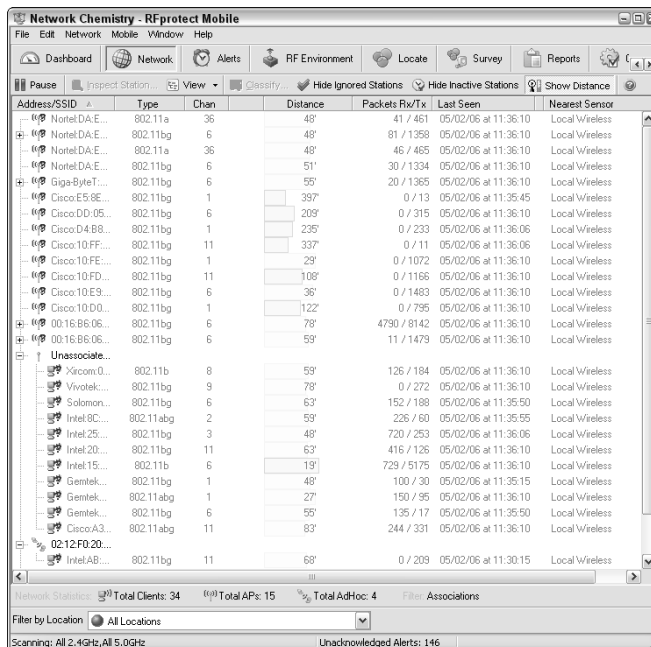 Network Chemistry - RFprotect Mobile
File Edit Network Mobile Window Help
Dashboard Network Alerts RF Environment Locate Survey Reports
Pause Inspect Station... View Classify... Hide Ignored Stations Hide Inactive Stations Show Distance
Address/SSID Type Chan Distance Packets Rx/Tx Last Seen Nearest Sensor
Nortel:DA:E... 802.11a 36 48' 41 / 461 05/02/06 at 11:36:10 Local Wireless
Nortel:DA:E... 802.11bg 6 48' 81 / 1358 05/02/06 at 11:36:10 Local Wireless
Nortel:DA:E... 802.11a 36 48' 46 / 465 05/02/06 at 11:36:10 Local Wireless
Nortel:DA:E... 802.11bg 6 51' 30 / 1334 05/02/06 at 11:36:10 Local Wireless
Giga-ByteT:... 802.11bg 6 55' 20 / 1365 05/02/06 at 11:36:10 Local Wireless
Cisco:E5:8E... 802.11bg 1 397' 0 / 13 05/02/06 at 11:35:45 Local Wireless
Cisco:DD:05... 802.11bg 6 209' 0 / 315 05/02/06 at 11:36:10 Local Wireless
Cisco:D4:B8... 802.11bg 1 235' 0 / 233 05/02/06 at 11:36:06 Local Wireless
Cisco:10:FF:... 802.11bg 11 337' 0 / 11 05/02/06 at 11:36:06 Local Wireless
Cisco:10:FE:... 802.11bg 1 29' 0 / 1072 05/02/06 at 11:36:10 Local Wireless
Cisco:10:FD... 802.11bg 11 108' 0 / 1166 05/02/06 at 11:36:10 Local Wireless
Cisco:10:E9:... 802.11bg 6 36' 0 / 1483 05/02/06 at 11:36:10 Local Wireless
Cisco:10:D0... 802.11bg 1 122' 0 / 795 05/02/06 at 11:36:10 Local Wireless
00:16:B6:06... 802.11bg 6 78' 4790 / 8142 05/02/06 at 11:36:10 Local Wireless
00:16:B6:06... 802.11bg 6 59' 11 / 1479 05/02/06 at 11:36:10 Local Wireless
Unassociate...
Xircom:0... 802.11b 8 59' 126 / 184 05/02/06 at 11:36:10 Local Wireless
Vivotek:... 802.11bg 9 78' 0 / 272 05/02/06 at 11:36:10 Local Wireless
Solomon... 802.11bg 6 63' 152 / 188 05/02/06 at 11:35:50 Local Wireless
Intel:8C:... 802.11abg 2 59' 226 / 60 05/02/06 at 11:35:55 Local Wireless
Intel:25:... 802.11bg 3 48' 720 / 253 05/02/06 at 11:36:06 Local Wireless
Intel:20:... 802.11bg 11 63' 416 / 126 05/02/06 at 11:36:10 Local Wireless
Intel:15:... 802.11b 6 19' 729 / 5175 05/02/06 at 11:36:10 Local Wireless
Gemtek... 802.11bg 1 48' 100 / 30 05/02/06 at 11:35:15 Local Wireless
Gemtek... 802.11abg 1 27' 150 / 95 05/02/06 at 11:36:10 Local Wireless
Gemtek... 802.11bg 6 55' 135 / 17 05/02/06 at 11:35:50 Local Wireless
Cisco:A3... 802.11abg 11 83' 244 / 331 05/02/06 at 11:36:10 Local Wireless
02:12:F0:20:...
Intel:AB:... 802.11bg 11 68' 0 / 209 05/02/06 at 11:30:15 Local Wireless
Network Statistics: Total Clients: 34 Total APs: 15 Total AdHoc: 4 Filter: Associations
Filter by Location All Locations
Scanning: All 2.4GHz,All 5.0GHz Unacknowledged Alerts: 146